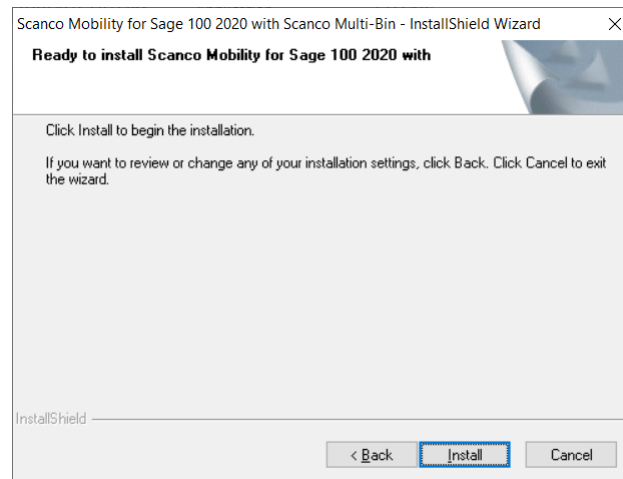 Scanco Mobility for Sage 100 2020 with Scanco Multi-Bin - InstallShield Wizard
Ready to install Scanco Mobility for Sage 100 2020 with
Click Install to begin the installation.
If you want to review or change any of your installation settings, click Back. Click Cancel to exit
the wizard.
InstallShield
< Back Install Cancel